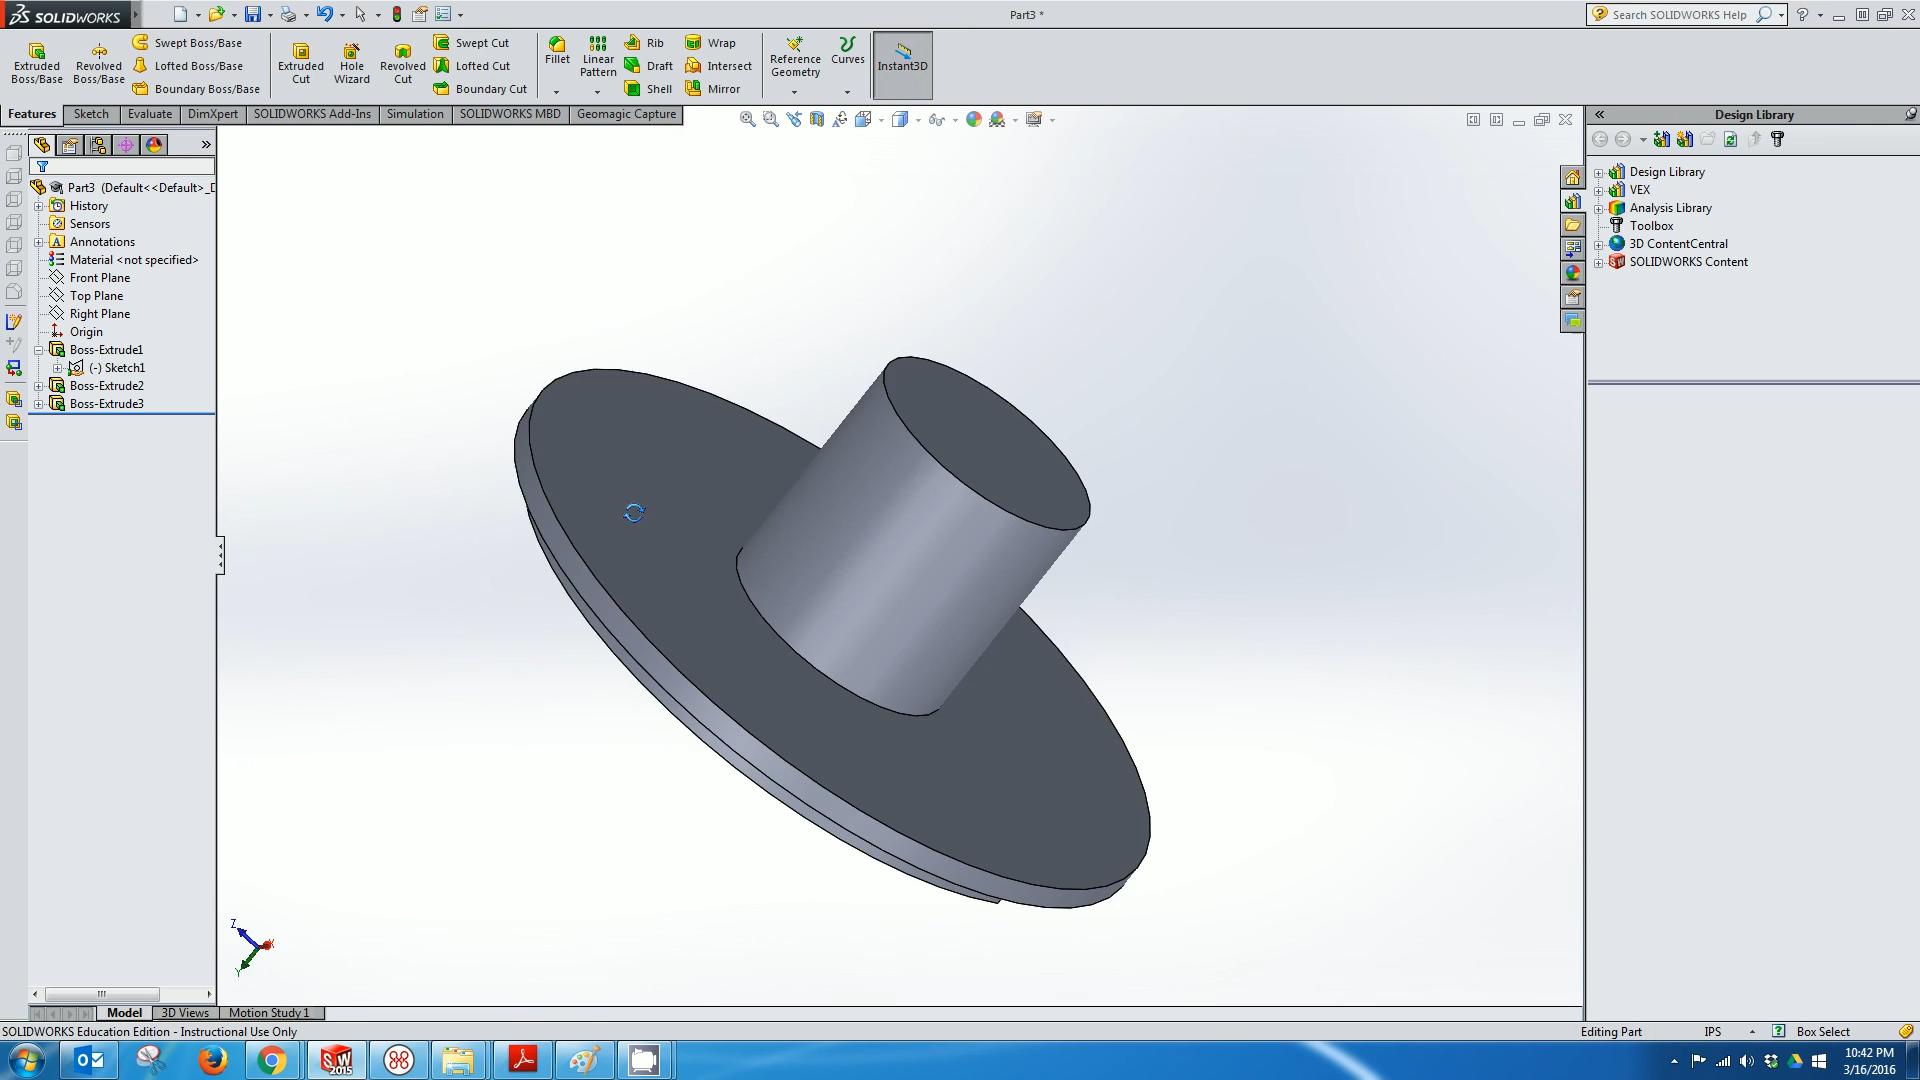 SOLIDWORKS
Part3 *
Search SOLIDWORKS Help
Extruded Boss/Base
Revolved Boss/Base
Swept Boss/Base
Lofted Boss/Base
Boundary Boss/Base
Extruded Cut
Hole Wizard
Revolved Cut
Swept Cut
Lofted Cut
Boundary Cut
Fillet
Linear Pattern
Rib
Draft
Shell
Wrap
Intersect
Mirror
Reference Geometry
Curves
Instant3D
Features
Sketch
Evaluate
DimXpert
SOLIDWORKS Add-Ins
Simulation
SOLIDWORKS MBD
Geomagic Capture
Part3 (Default<<Default>_D
History
Sensors
Annotations
Material <not specified>
Front Plane
Top Plane
Right Plane
Origin
Boss-Extrude1
(-) Sketch1
Boss-Extrude2
Boss-Extrude3
Design Library
Design Library
VEX
Analysis Library
Toolbox
3D ContentCentral
SOLIDWORKS Content
Z
X
Y
Model
3D Views
Motion Study 1
SOLIDWORKS Education Edition - Instructional Use Only
Editing Part
IPS
Box Select
SW
2015
10:42 PM
3/16/2016